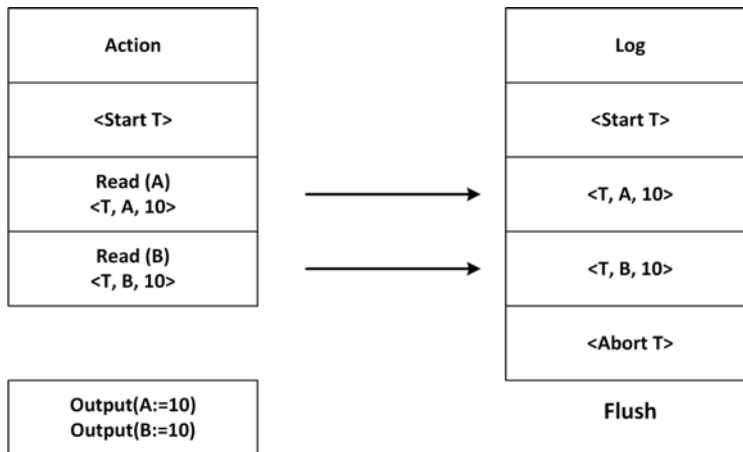 Action
<Start T>
Read (A)
<T, A, 10>
Read (B)
<T, B, 10>
Output(A:=10)
Output(B:=10)
Log
<Start T>
<T, A, 10>
<T, B, 10>
<Abort T>
Flush